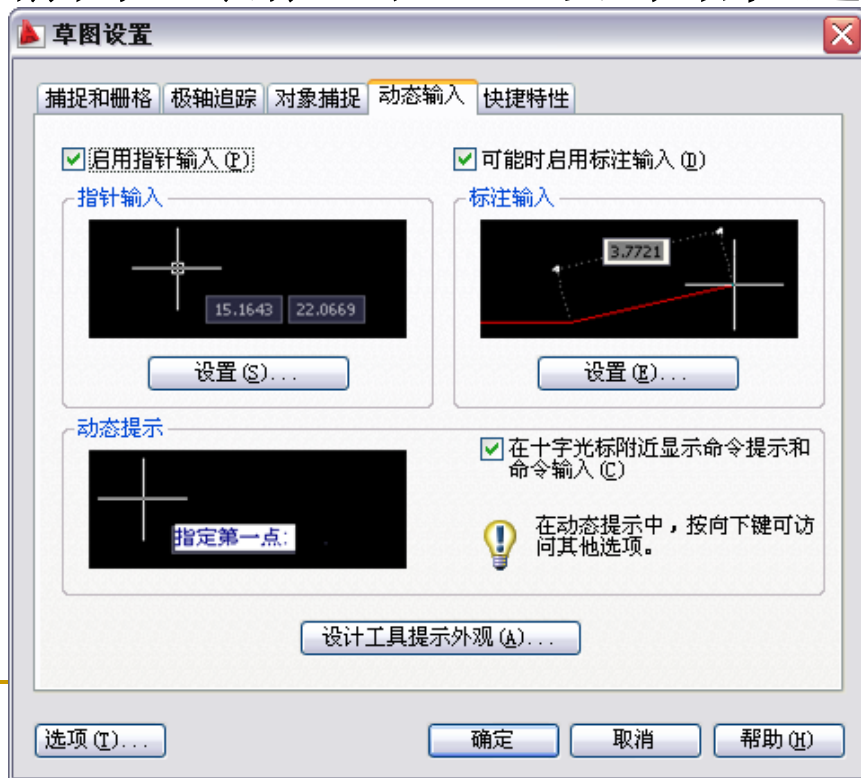 草图设置
捕捉和栅格 极轴追踪 对象捕捉 动态输入 快捷特性
启用指针输入(P)
可能时启用标注输入(D)
指针输入
标注输入
15.1643 22.0669
3.7721
设置(S)...
设置(E)...
动态提示
指定第一点:
在十字光标附近显示命令提示和
命令输入(C)
在动态提示中，按向下键可访
问其他选项。
设计工具提示外观(A)...
选项(T)...
确定
取消
帮助(H)